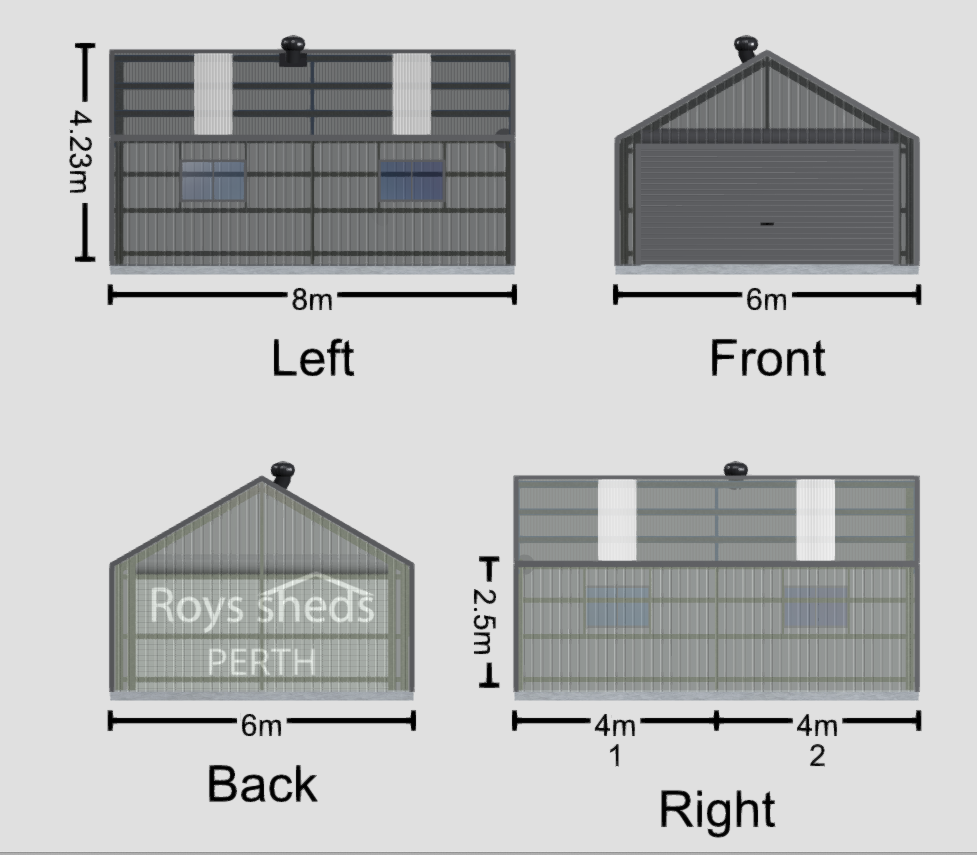 4.23m
8m
Left
6m
Front
Roys sheds
PERTH
6m
Back
2.5m
4m
4m
1
2
Right